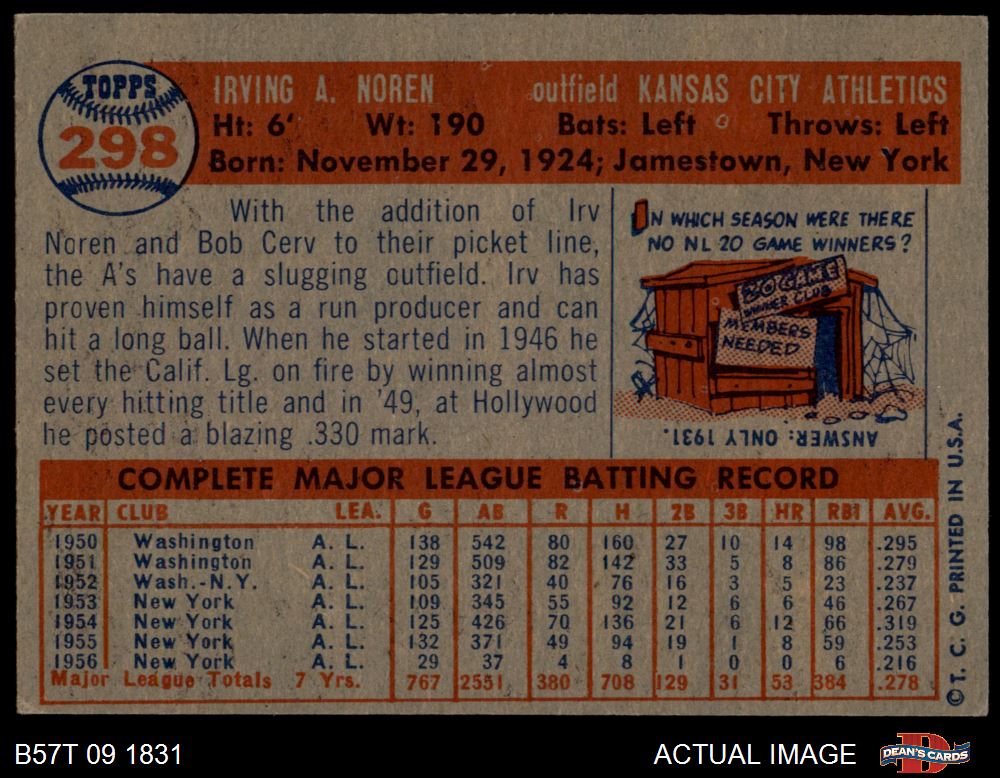 TOPPS
298
IRVING A. NOREN outfield KANSAS CITY ATHLETICS
Ht: 6' Wt: 190 Bats: Left Throws: Left
Born: November 29, 1924; Jamestown, New York
With the addition of Irv
Noren and Bob Cerv to their picket line,
the A's have a slugging outfield. Irv has
proven himself as a run producer and can
hit a long ball. When he started in 1946 he
set the Calif. Lg. on fire by winning almost
every hitting title and in '49, at Hollywood
he posted a blazing .330 mark.
IN WHICH SEASON WERE THERE
NO NL 20 GAME WINNERS?
20 GAME
WINNER CLUB
MEMBERS
NEEDED
ANSWER: ONLY 1931.
COMPLETE MAJOR LEAGUE BATTING RECORD
YEAR CLUB LEA. G AB R H 2B 3B HR RBI AVG.
1950 Washington A. L. 138 542 80 160 27 10 14 98 .295
1951 Washington A. L. 129 509 82 142 33 5 8 86 .279
1952 Wash.-N.Y. A. L. 105 321 40 76 16 3 5 23 .237
1953 New York A. L. 109 345 55 92 12 6 6 46 .267
1954 New York A. L. 125 426 70 136 21 6 12 66 .319
1955 New York A. L. 132 371 49 94 19 1 8 59 .253
1956 New York A. L. 29 37 4 8 1 0 0 6 .216
Major League Totals 7 Yrs. 767 2551 380 708 129 31 53 384 .278
© T. C. G. PRINTED IN U.S.A.
B57T 09 1831
ACTUAL IMAGE
DEAN'S CARDS